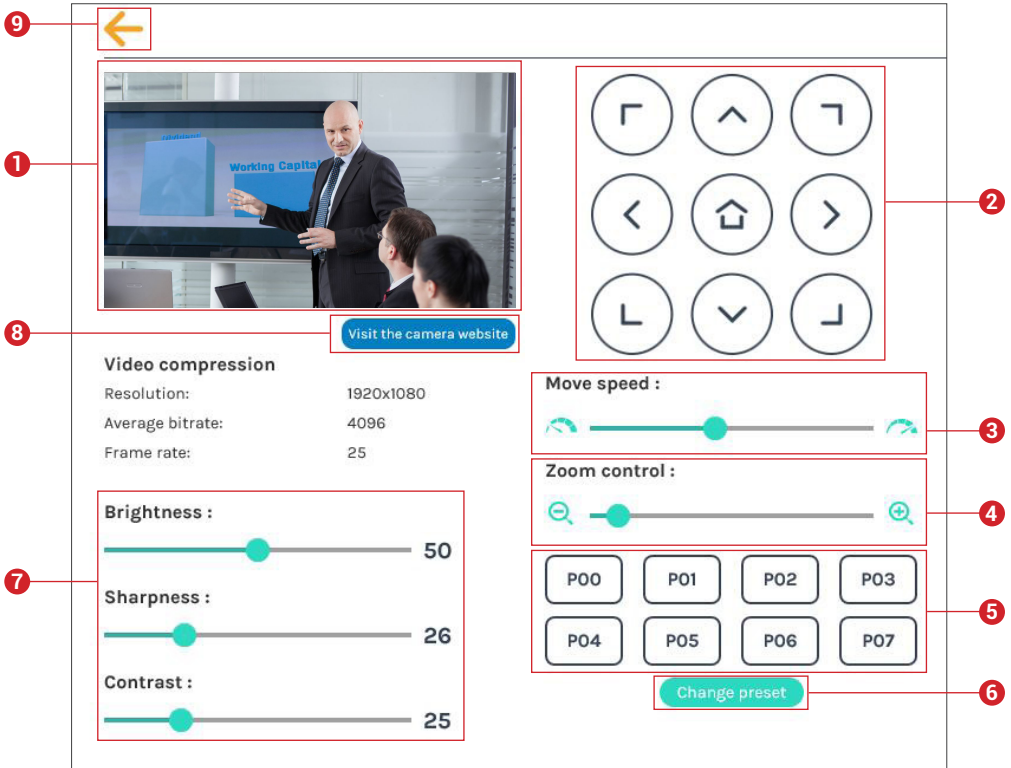 9
1
Working Capital
2
8
Visit the camera website
Video compression
Resolution: 1920x1080
Average bitrate: 4096
Frame rate: 25
Move speed :
3
Zoom control :
4
7
Brightness :
50
Sharpness :
26
Contrast :
25
P00 P01 P02 P03
P04 P05 P06 P07
5
Change preset
6